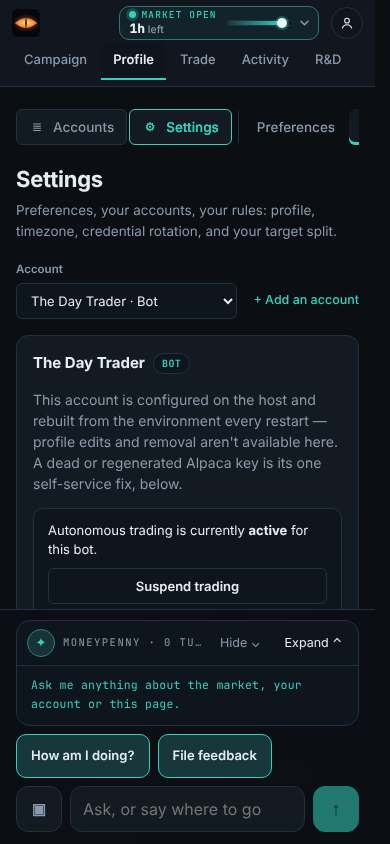 MARKET OPEN
1h left
Campaign Profile Trade Activity R&D
Accounts Settings Preferences
Settings
Preferences, your accounts, your rules: profile,
timezone, credential rotation, and your target split.
Account
The Day Trader · Bot
+ Add an account
The Day Trader BOT
This account is configured on the host and
rebuilt from the environment every restart —
profile edits and removal aren't available here.
A dead or regenerated Alpaca key is its one
self-service fix, below.
Autonomous trading is currently active for
this bot.
Suspend trading
MONEYPENNY · 0 TU… Hide Expand
Ask me anything about the market, your
account or this page.
How am I doing? File feedback
Ask, or say where to go